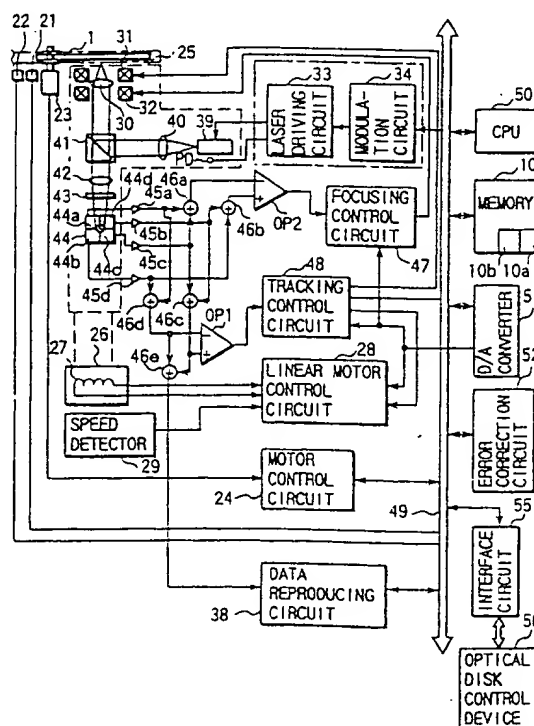 22 21 1 31 25
23
30 32
33 34
LASER DRIVING CIRCUIT
MODULA-TION CIRCUIT
50
CPU
10
MEMORY
10b 10a
41 40 39
PD
42
43
44d 46a
45a
44a
44
44b
44c
45b
45c
45d
46b
OP2
FOCUSING CONTROL CIRCUIT
47
48
TRACKING CONTROL CIRCUIT
46d 46c OP1
46e
D/A CONVERTER
52
ERROR CORRECTION CIRCUIT
27 26
28
LINEAR MOTOR CONTROL CIRCUIT
SPEED DETECTOR
29
MOTOR CONTROL CIRCUIT
24
49
55
INTERFACE CIRCUIT
DATA REPRODUCING CIRCUIT
38
OPTICAL DISK CONTROL DEVICE